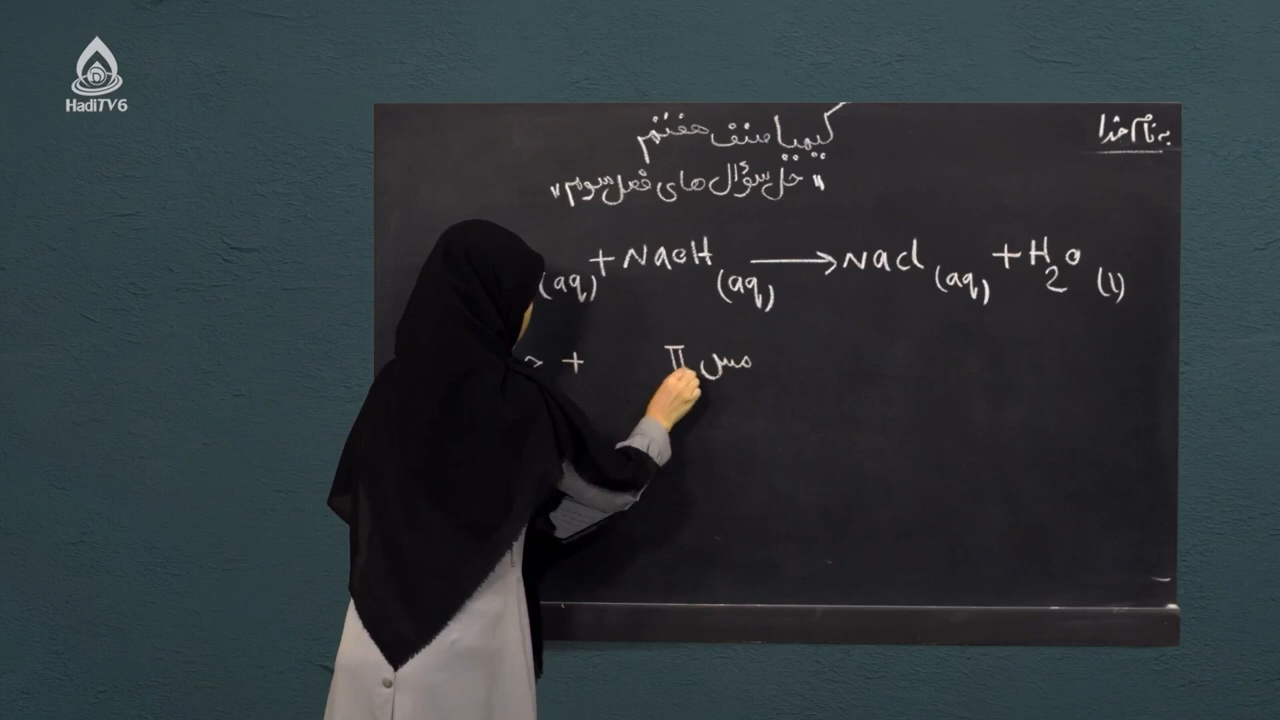 HadiTV6
به نام خدا
کیمیا صنف هفتم
"حل سؤال های فصل سوم"
(aq) + NaOH (aq) → NaCl (aq) + H2O (l)
+ مس II